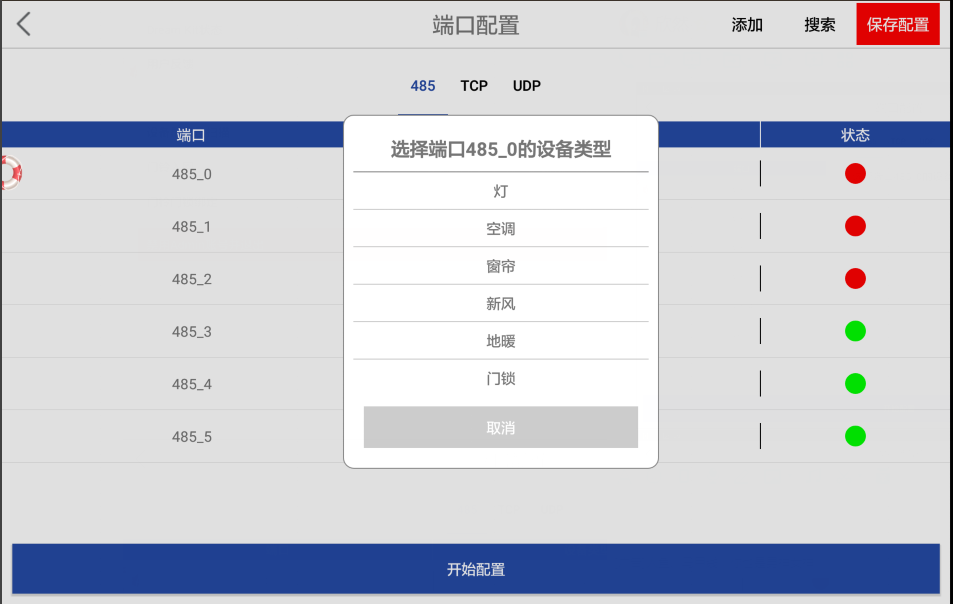 端口配置 添加 搜索 保存配置
485 TCP UDP
端口 状态
选择端口485_0的设备类型
485_0
灯
485_1
空调
窗帘
485_2
新风
485_3
地暖
485_4
门锁
485_5
取消
开始配置